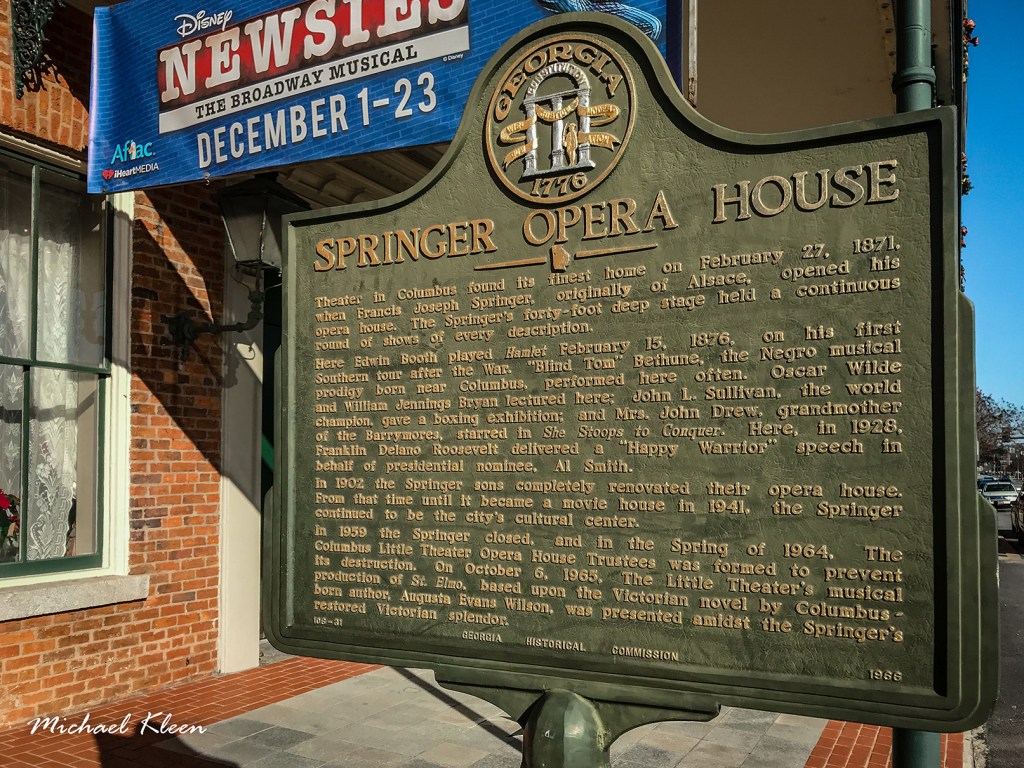 Disney
NEWSIES
THE BROADWAY MUSICAL
© Disney
DECEMBER 1-23
Aflac
iHeartMEDIA
GEORGIA
CONSTITUTION
1776
SPRINGER OPERA HOUSE
Theater in Columbus found its finest home on February 27, 1871,
when Francis Joseph Springer, originally of Alsace, opened his
opera house. The Springer's forty-foot deep stage held a continuous
round of shows of every description.
Here Edwin Booth played Hamlet February 15, 1876, on his first
Southern tour after the War. "Blind Tom" Bethune, the Negro musical
prodigy born near Columbus, performed here often. Oscar Wilde
and William Jennings Bryan lectured here; John L. Sullivan, the world
champion, gave a boxing exhibition; and Mrs. John Drew, grandmother
of the Barrymores, starred in She Stoops to Conquer. Here, in 1928,
Franklin Delano Roosevelt delivered a "Happy Warrior" speech in
behalf of presidential nominee, Al Smith.
In 1902 the Springer sons completely renovated their opera house.
From that time until it became a movie house in 1941, the Springer
continued to be the city's cultural center.
In 1959 the Springer closed, and in the Spring of 1964, The
Columbus Little Theater Opera House Trustees was formed to prevent
its destruction. On October 6, 1965, The Little Theater's musical
production of St. Elmo, based upon the Victorian novel by Columbus-
born author, Augusta Evans Wilson, was presented amidst the Springer's
restored Victorian splendor.
106-31
GEORGIA HISTORICAL COMMISSION
1966
Michael Kleen